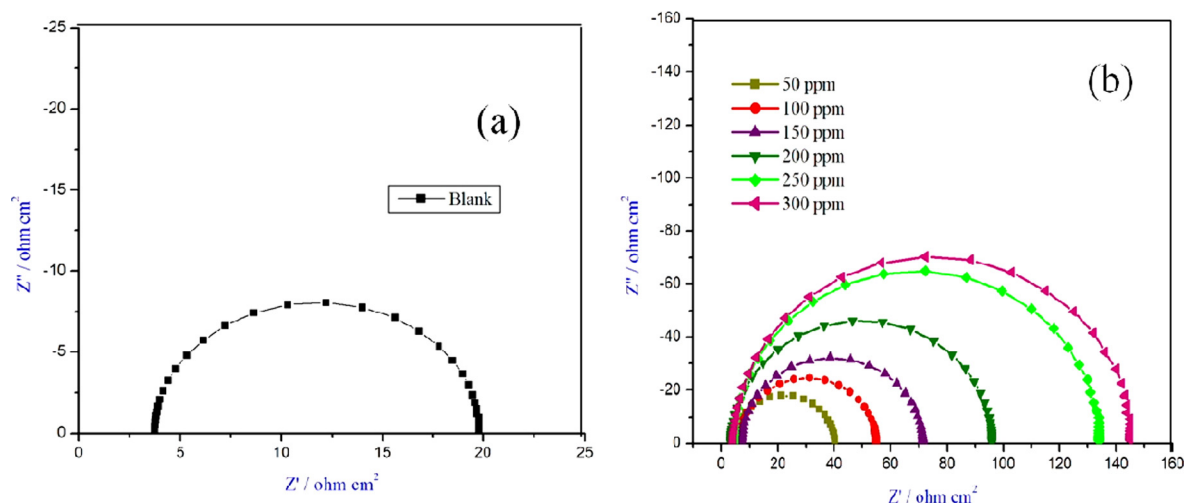 -25
-20
-15
-10
-5
0
0 5 10 15 20 25
Z'' / ohm cm2
Z' / ohm cm2
(a)
Blank
-160
-140
-120
-100
-80
-60
-40
-20
0
0 20 40 60 80 100 120 140 160
Z'' / ohm cm2
Z' / ohm cm2
(b)
50 ppm
100 ppm
150 ppm
200 ppm
250 ppm
300 ppm